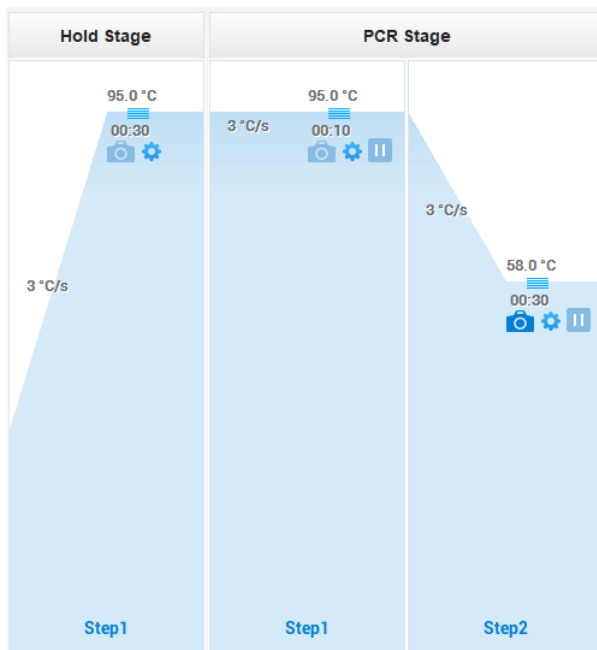 Hold Stage
PCR Stage
95.0 °C
00:30
3 °C/s
Step1
95.0 °C
3 °C/s
00:10
Step1
3 °C/s
58.0 °C
00:30
Step2